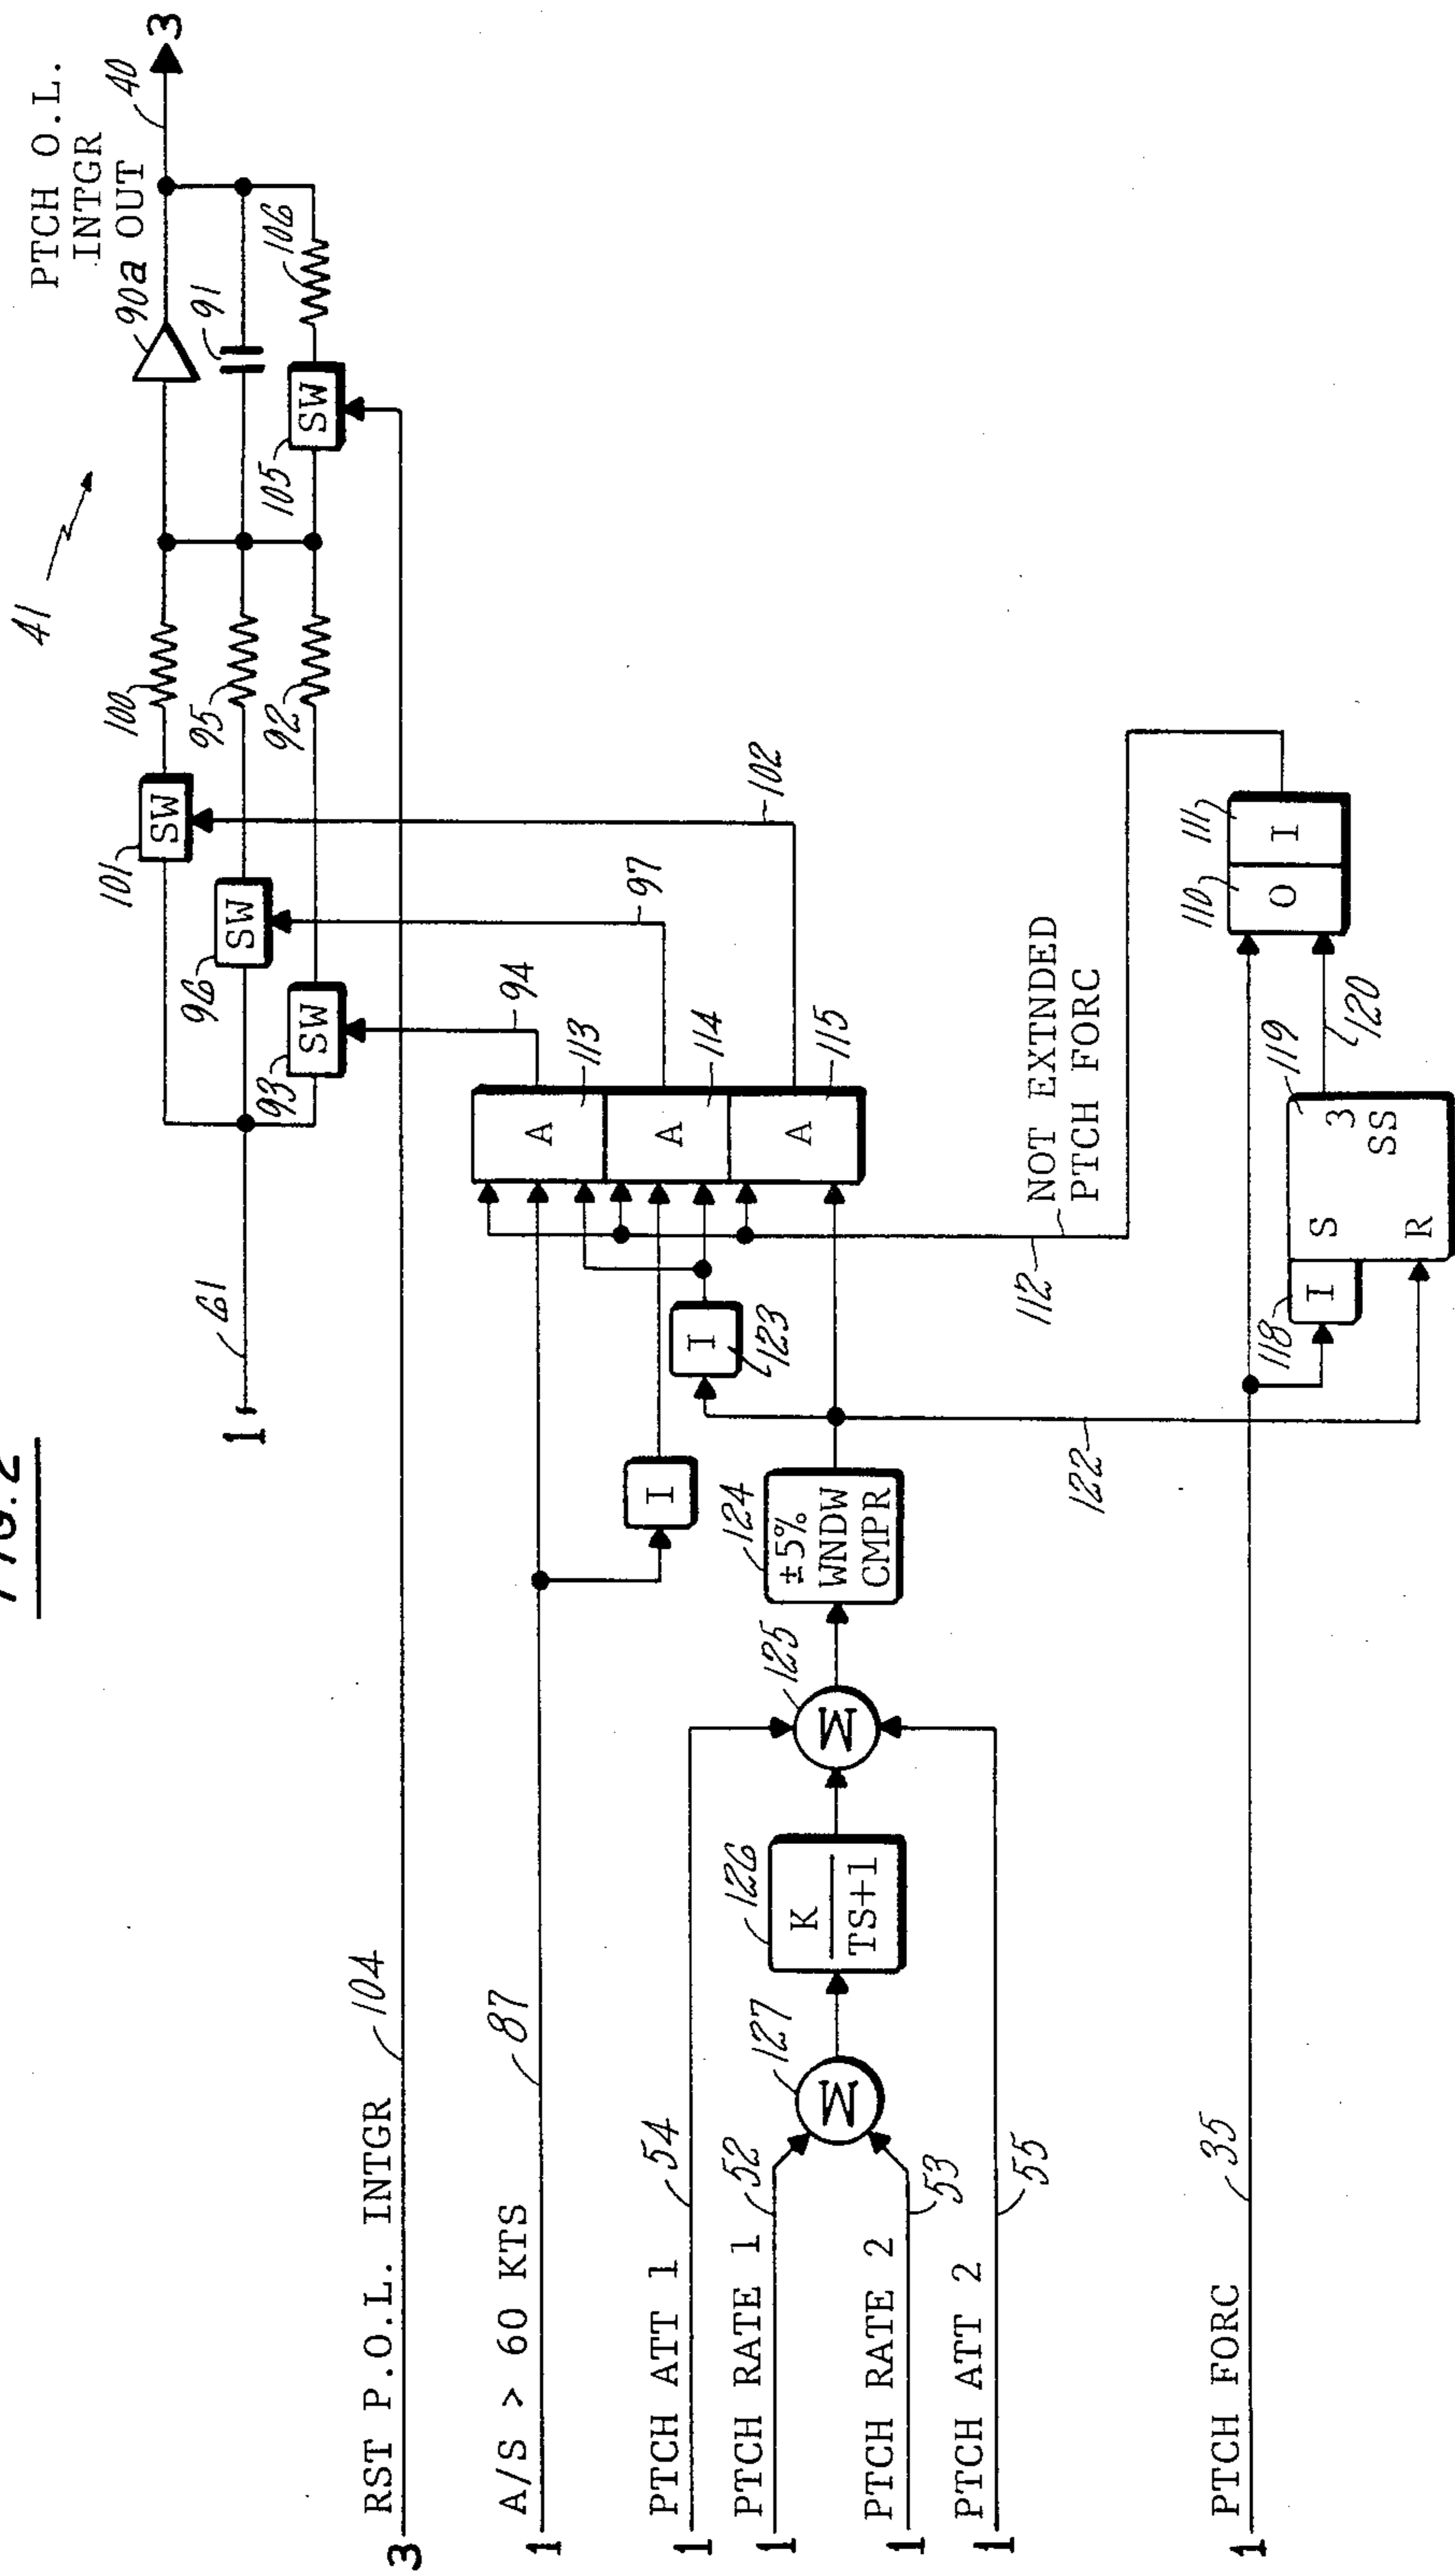 FIG. 2
PTCH O.L.
INTGR
OUT
90a
40
3
41
91
106
SW
105
100
95
92
SW
101
SW
96
SW
93
102
97
94
61
1
A
113
A
114
A
115
I
123
I
±5%
WNDW
CMPR
124
M
125
K
TS+1
126
M
127
122
112
NOT EXTNDED
PTCH FORC
O
I
110
111
120
119
3
SS
S
R
I
118
RST P.O.L. INTGR
104
3
A/S > 60 KTS
87
1
PTCH ATT 1
54
1
PTCH RATE 1
52
1
PTCH RATE 2
53
1
PTCH ATT 2
55
1
PTCH FORC
35
1